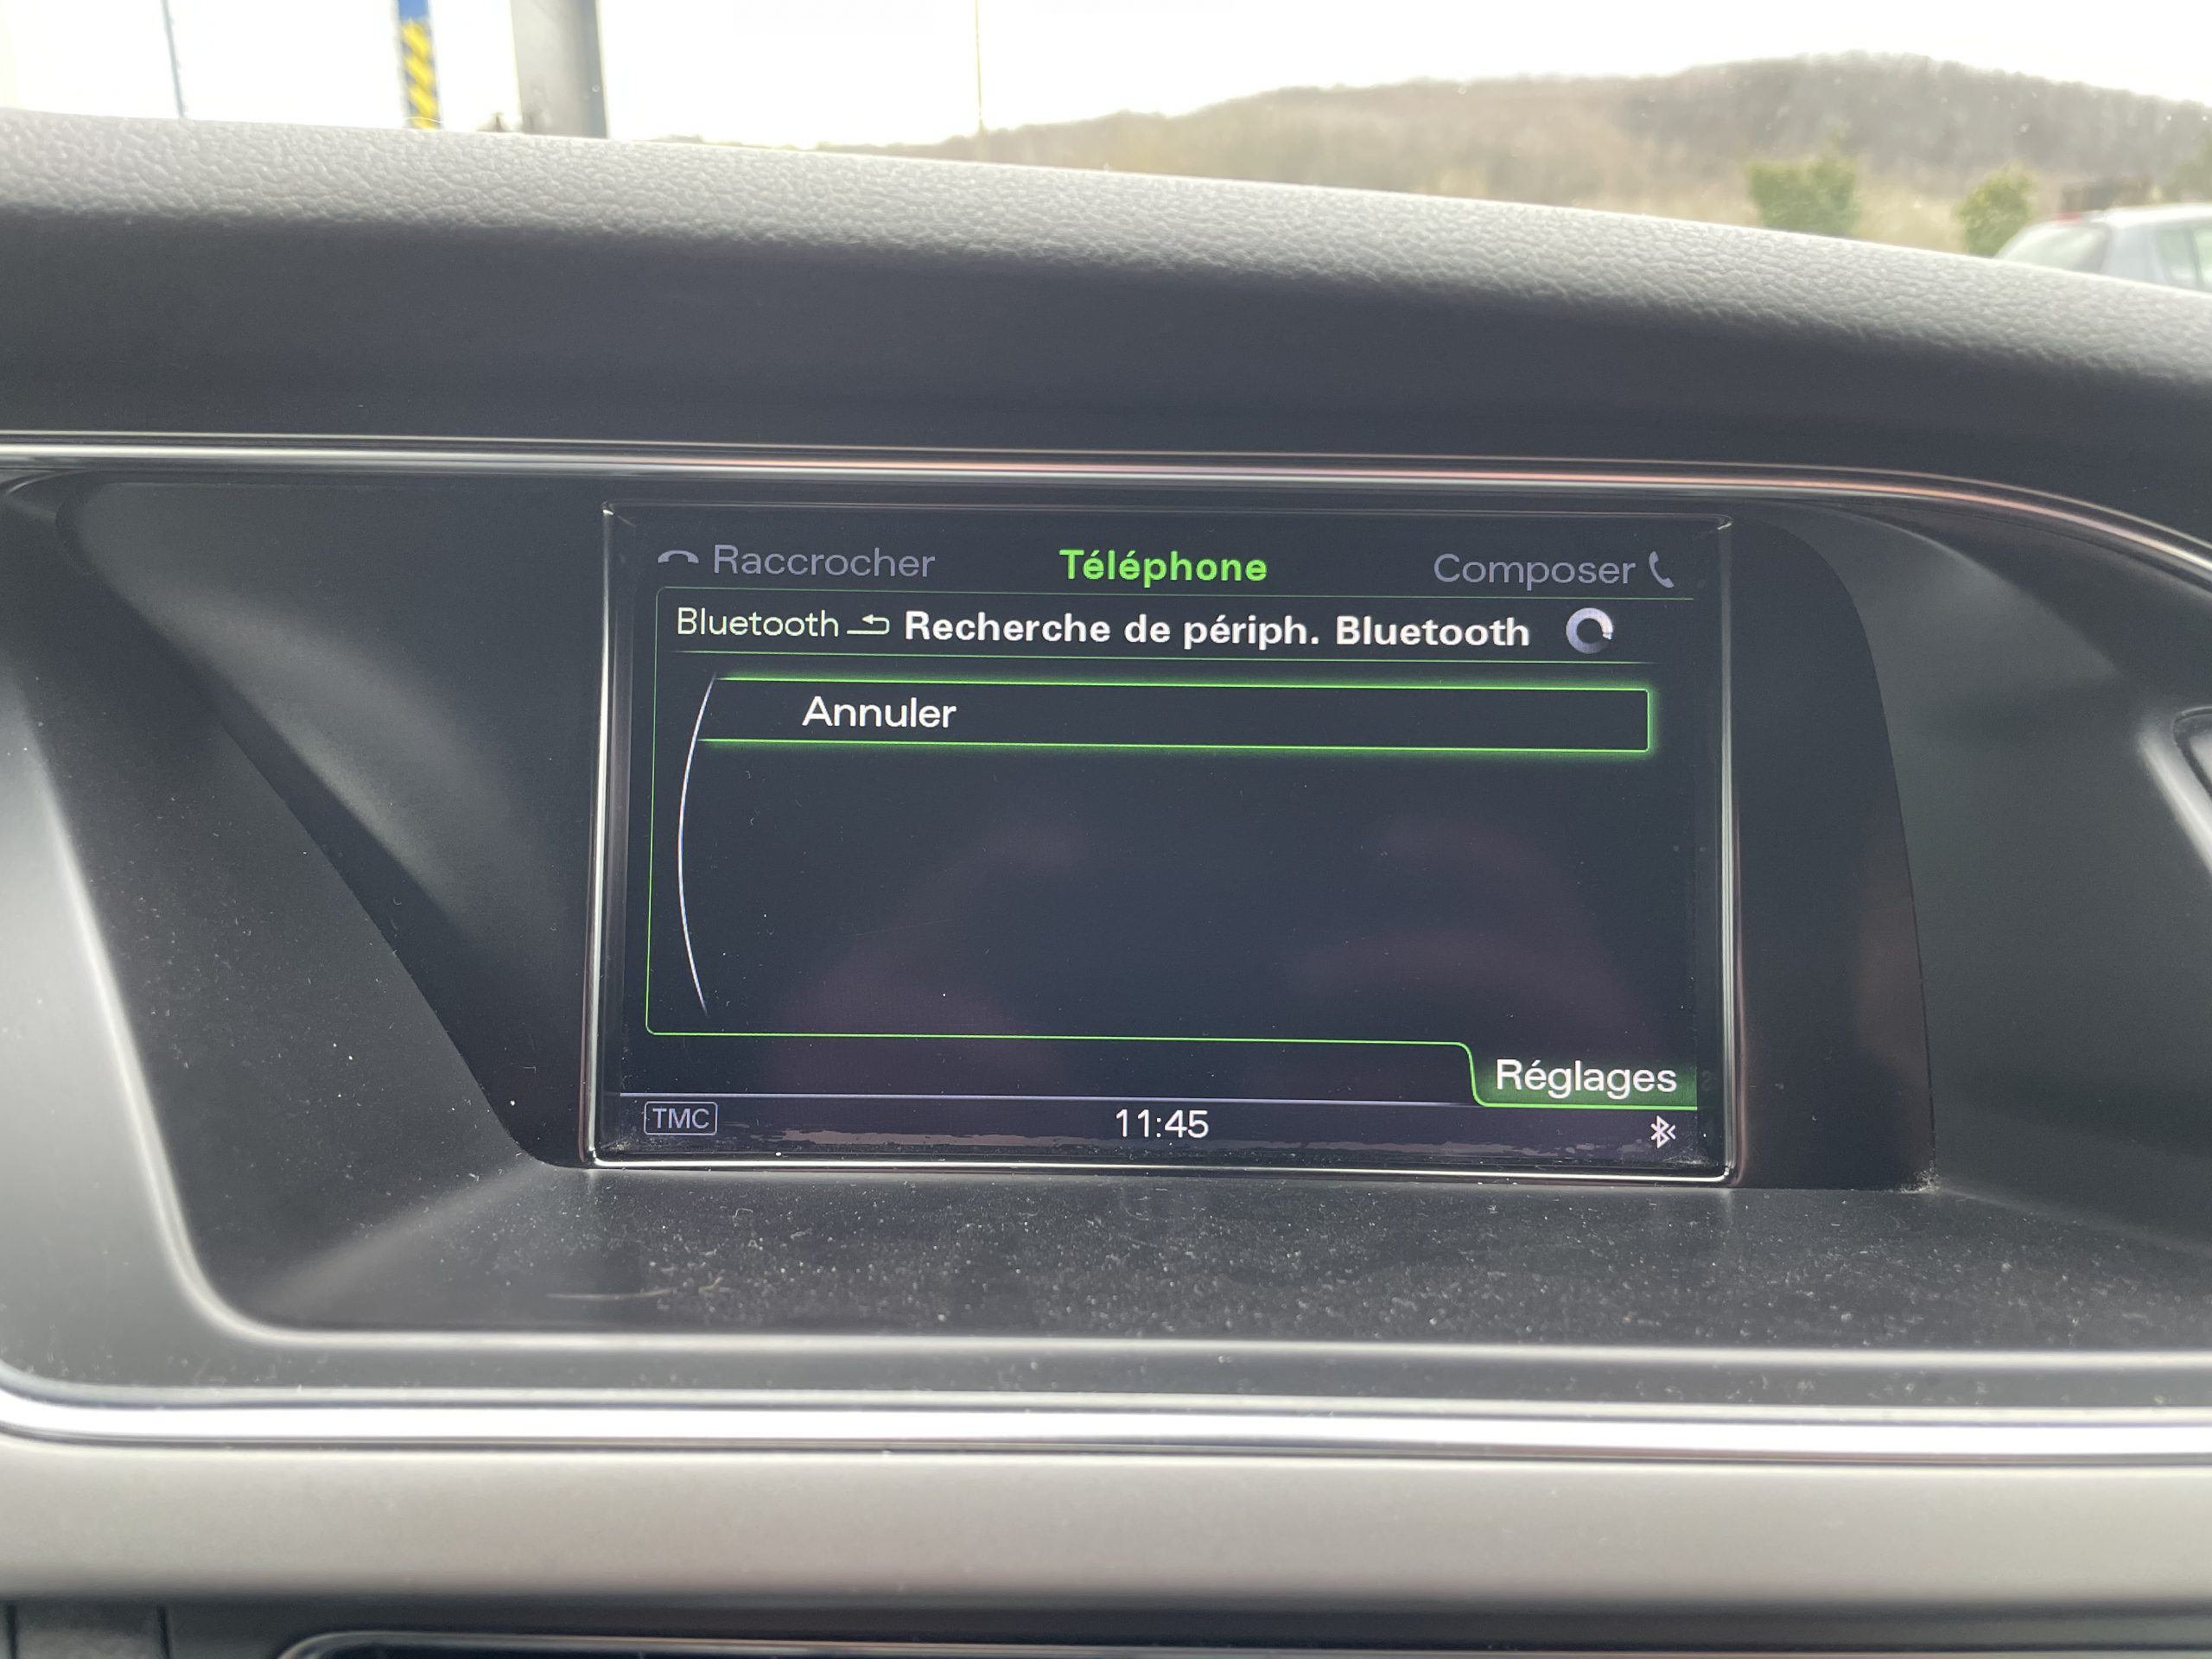 Raccrocher Téléphone Composer
Bluetooth Recherche de périph. Bluetooth
Annuler
Réglages
TMC 11:45